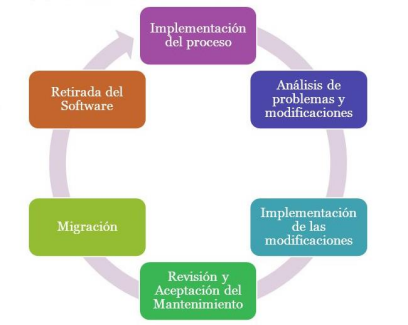 Implementación
del proceso
Análisis de
problemas y
modificaciones
Implementación
de las
modificaciones
Revisión y
Aceptación del
Mantenimiento
Migración
Retirada del
Software